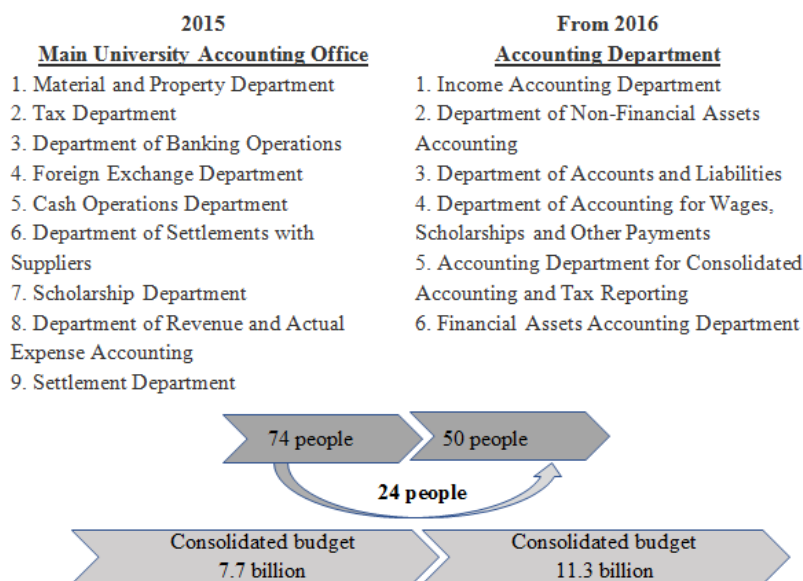 2015
Main University Accounting Office
1. Material and Property Department
2. Tax Department
3. Department of Banking Operations
4. Foreign Exchange Department
5. Cash Operations Department
6. Department of Settlements with
Suppliers
7. Scholarship Department
8. Department of Revenue and Actual
Expense Accounting
9. Settlement Department
From 2016
Accounting Department
1. Income Accounting Department
2. Department of Non-Financial Assets
Accounting
3. Department of Accounts and Liabilities
4. Department of Accounting for Wages,
Scholarships and Other Payments
5. Accounting Department for Consolidated
Accounting and Tax Reporting
6. Financial Assets Accounting Department
74 people
50 people
24 people
Consolidated budget
7.7 billion
Consolidated budget
11.3 billion